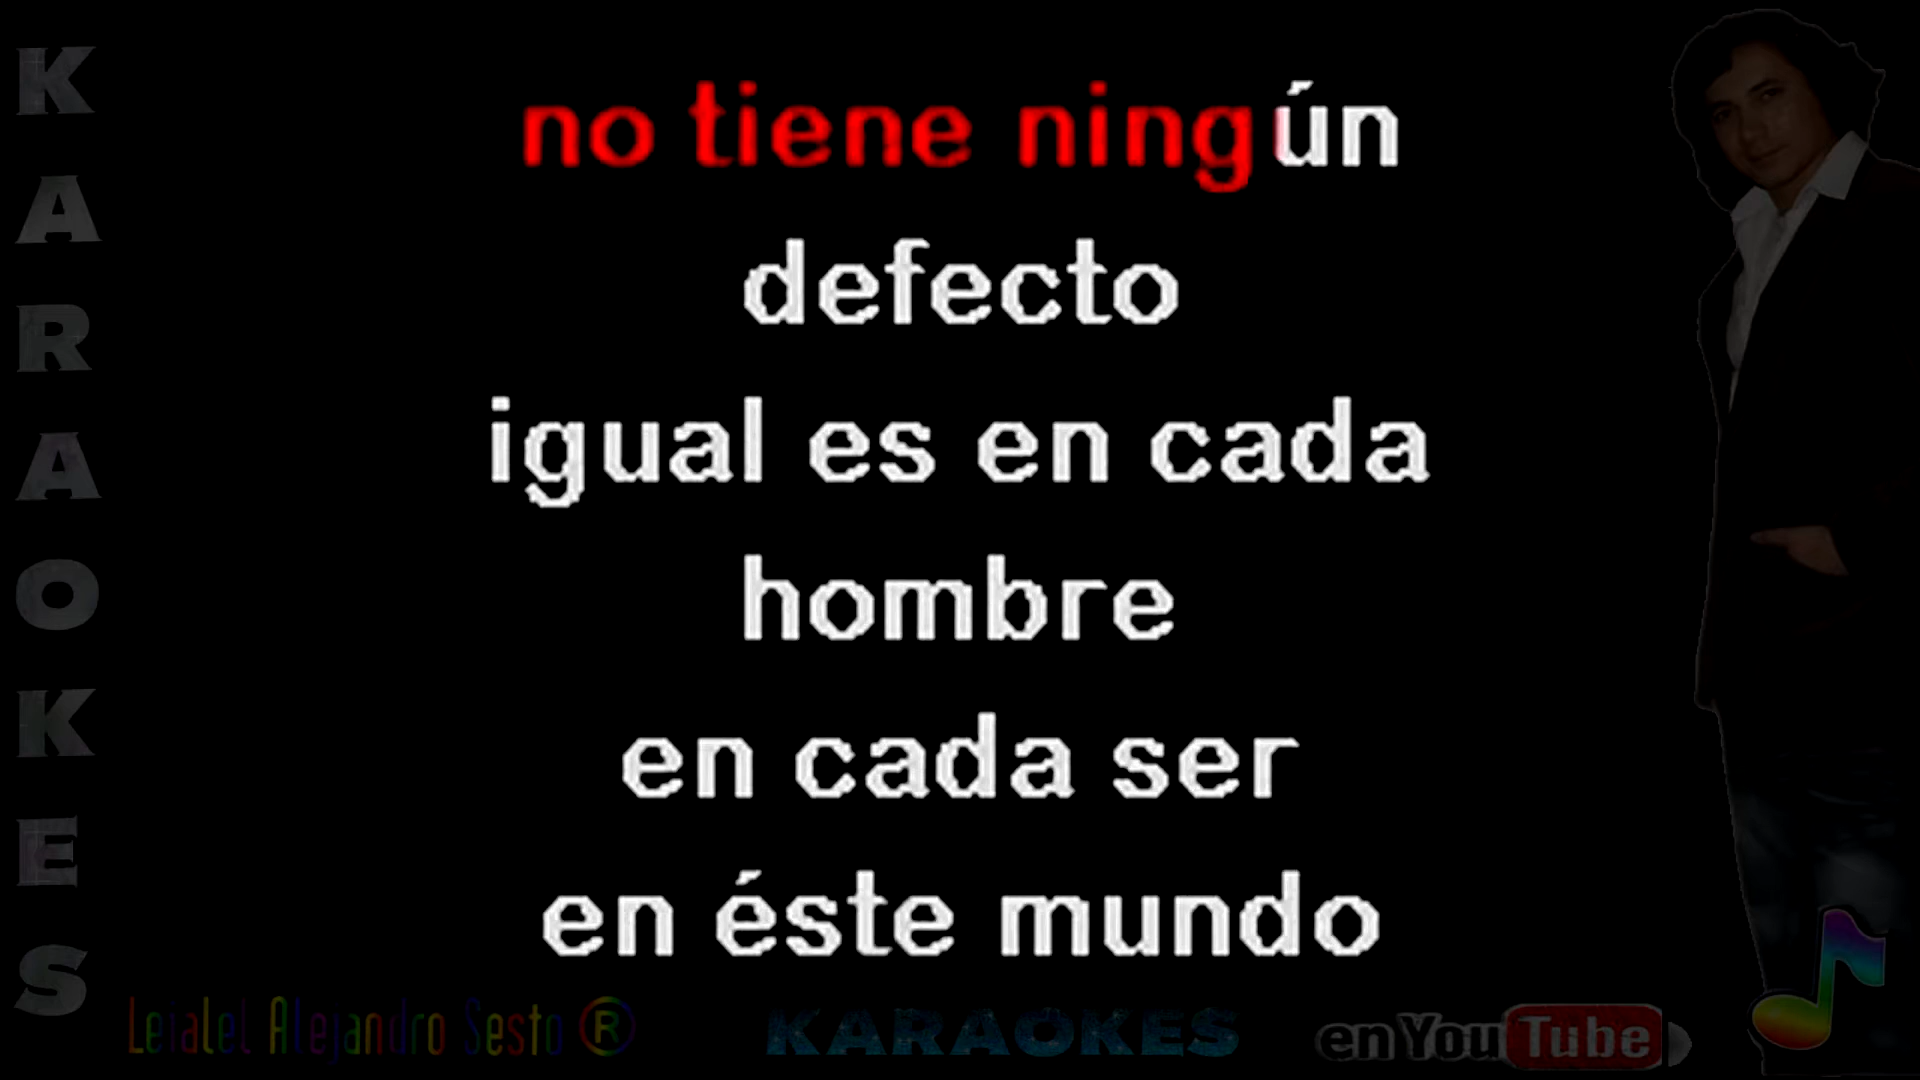 KARAOKES
no tiene ningún
defecto
igual es en cada
hombre
en cada ser
en éste mundo
Leialel Alejandro Sesto ®
KARAOKES
en YouTube